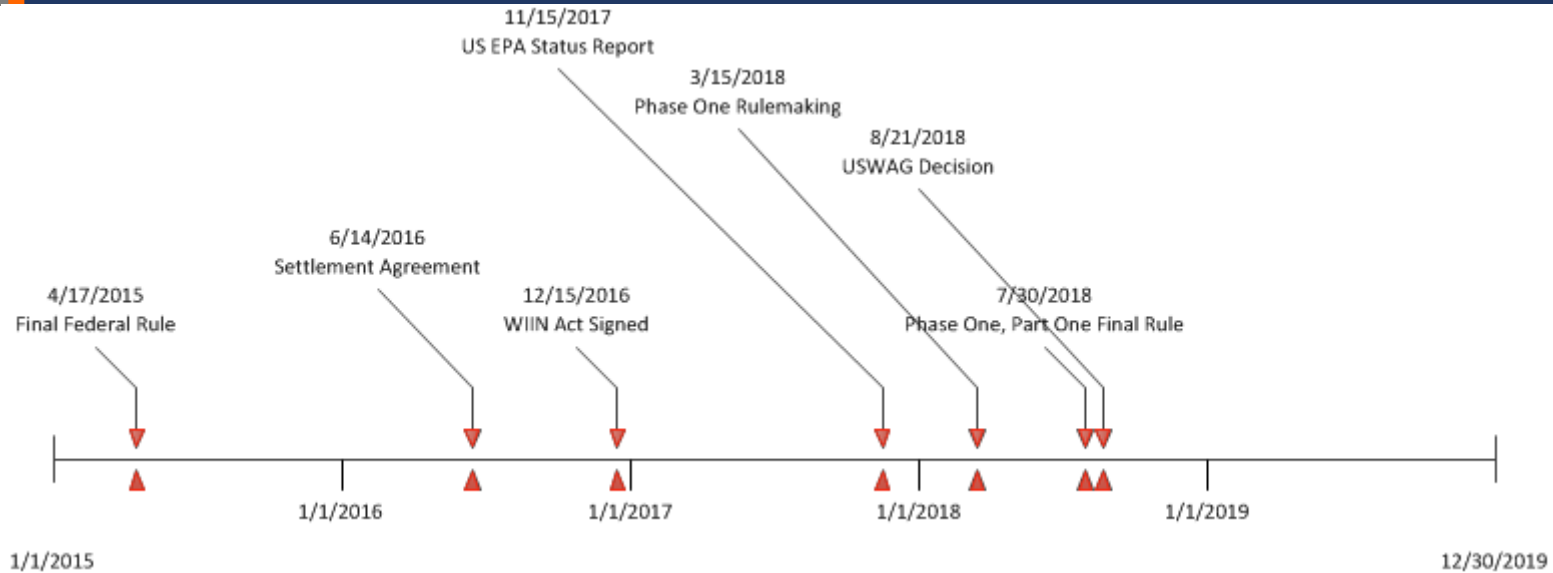 11/15/2017
US EPA Status Report
3/15/2018
Phase One Rulemaking
8/21/2018
USWAG Decision
6/14/2016
Settlement Agreement
4/17/2015
Final Federal Rule
12/15/2016
WIIN Act Signed
7/30/2018
Phase One, Part One Final Rule
1/1/2016
1/1/2017
1/1/2018
1/1/2019
1/1/2015
12/30/2019